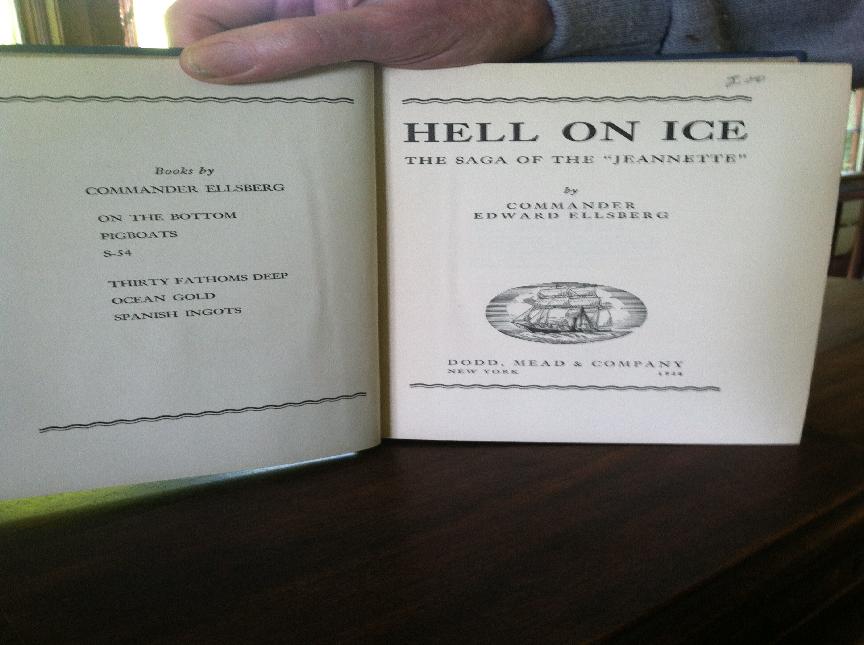 Books by
COMMANDER ELLSBERG
ON THE BOTTOM
PIGBOATS
S-54
THIRTY FATHOMS DEEP
OCEAN GOLD
SPANISH INGOTS
HELL ON ICE
THE SAGA OF THE "JEANNETTE"
by
COMMANDER
EDWARD ELLSBERG
DODD, MEAD & COMPANY
NEW YORK